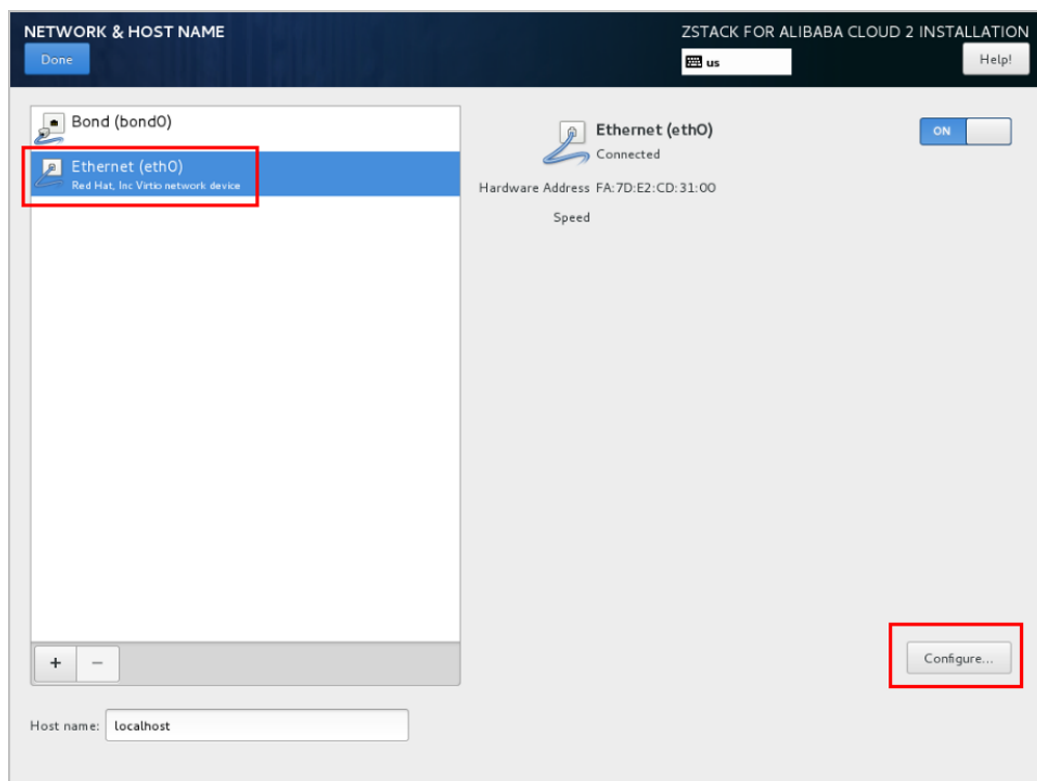 NETWORK & HOST NAME
ZSTACK FOR ALIBABA CLOUD 2 INSTALLATION
Done
us
Help!
Bond (bond0)
Ethernet (eth0)
Red Hat, Inc Virtio network device
Ethernet (eth0)
Connected
ON
Hardware Address FA:7D:E2:CD:31:00
Speed
+ −
Configure...
Host name: localhost